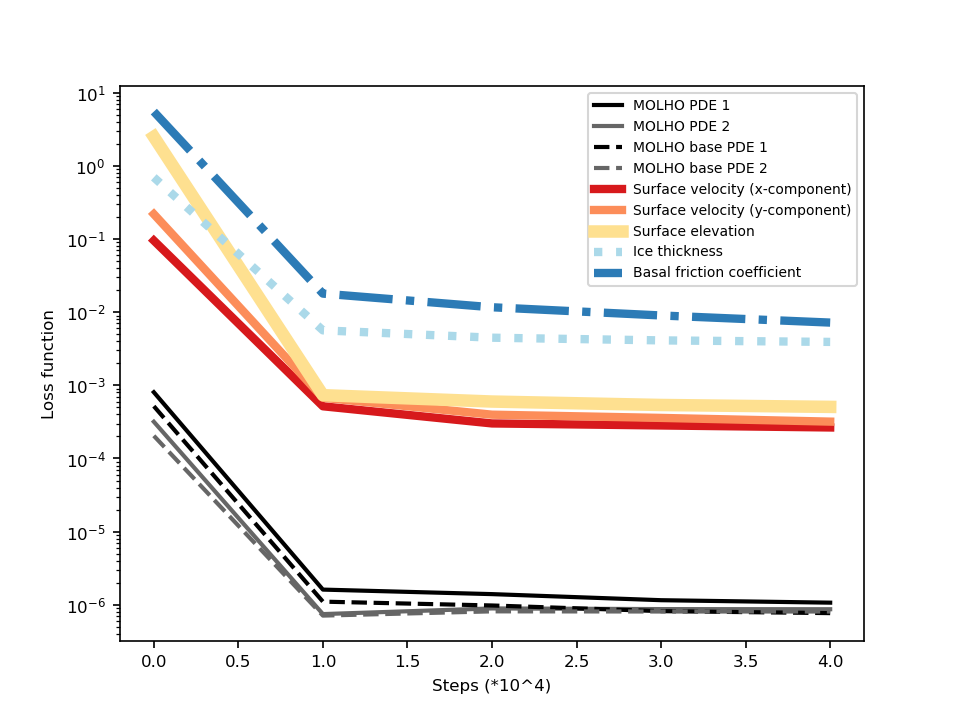 10^1
10^0
10^−1
10^−2
10^−3
10^−4
10^−5
10^−6
Loss function
MOLHO PDE 1
MOLHO PDE 2
MOLHO base PDE 1
MOLHO base PDE 2
Surface velocity (x-component)
Surface velocity (y-component)
Surface elevation
Ice thickness
Basal friction coefficient
0.0 0.5 1.0 1.5 2.0 2.5 3.0 3.5 4.0
Steps (*10^4)